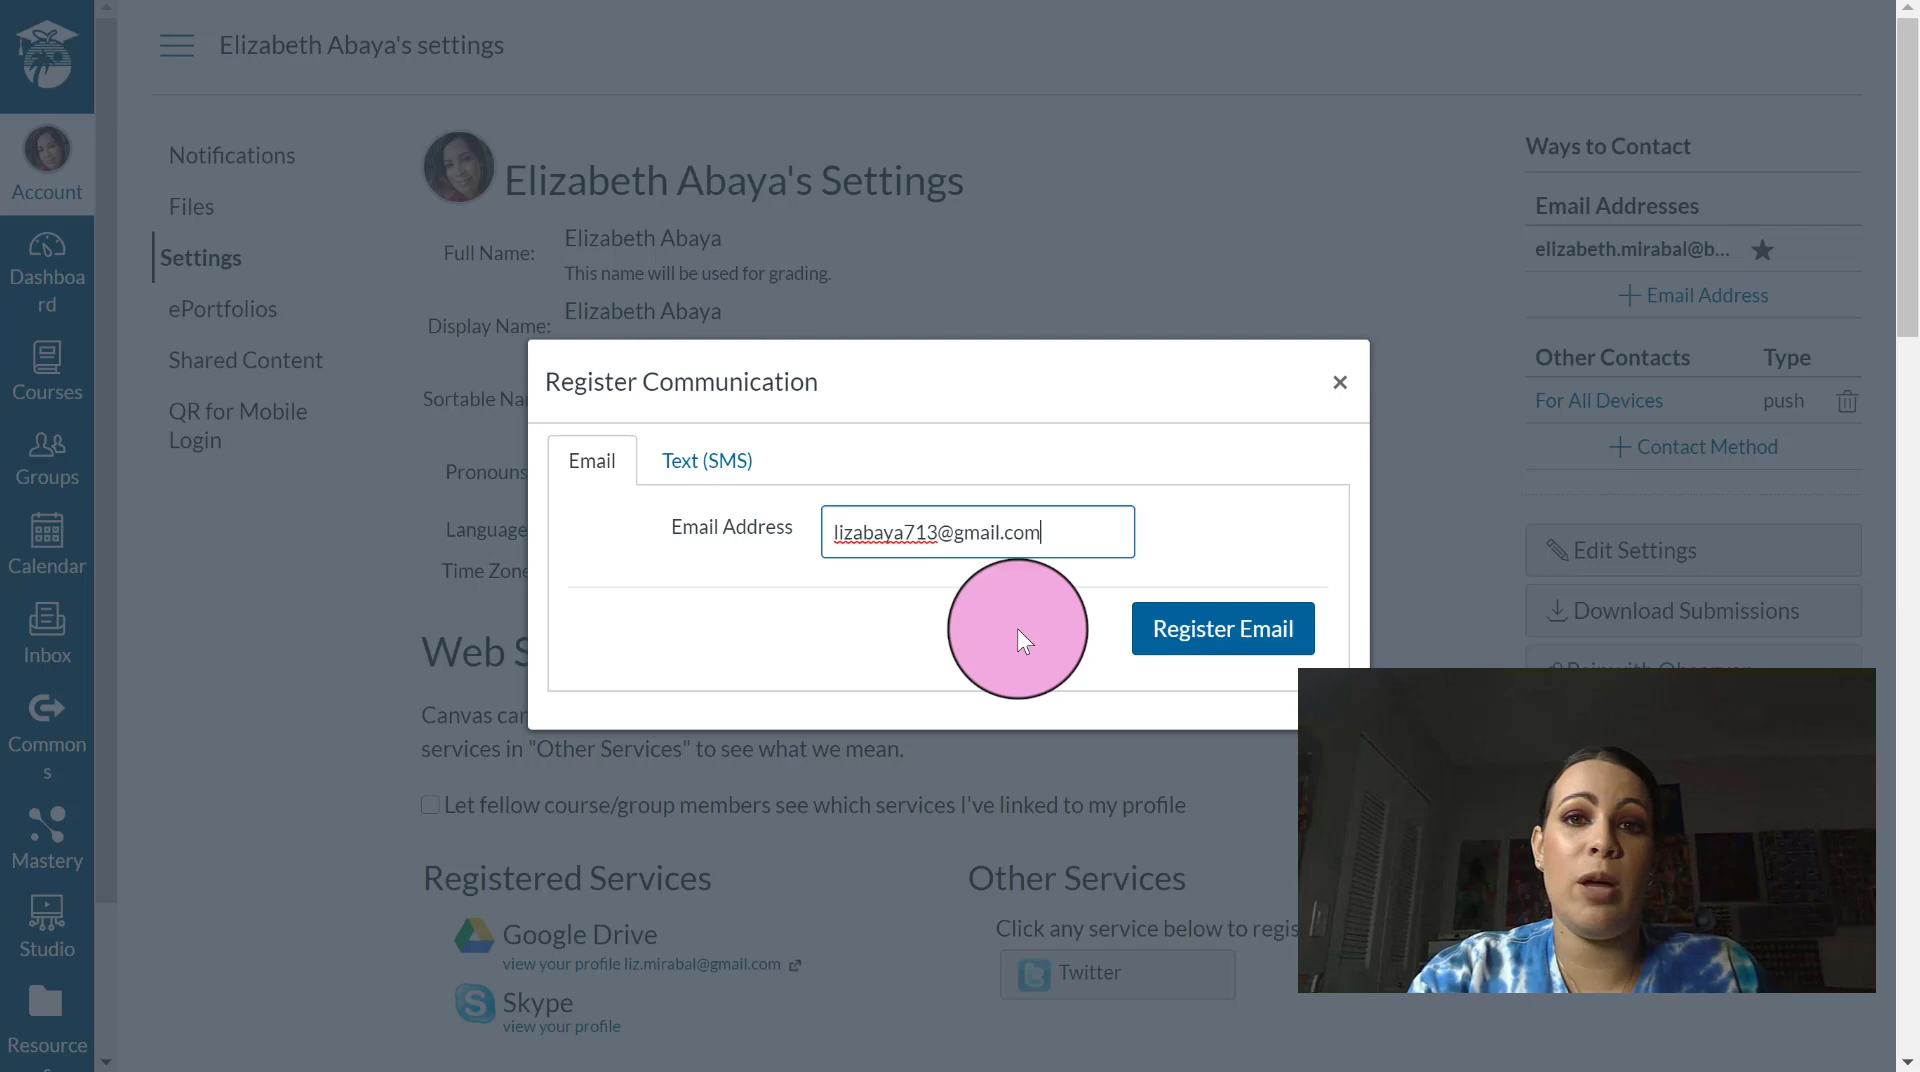 Elizabeth Abaya's settings
Account
Dashboa
rd
Courses
Groups
Calendar
Inbox
Common
s
Mastery
Studio
Resource
Notifications
Files
Settings
ePortfolios
Shared Content
QR for Mobile
Login
Elizabeth Abaya's Settings
Full Name:
Elizabeth Abaya
This name will be used for grading.
Display Name:
Elizabeth Abaya
Sortable Na
Pronouns
Language
Time Zon
Register Communication
×
Email
Text (SMS)
Email Address
lizabaya713@gmail.com
Register Email
Web S
Canvas can
services in "Other Services" to see what we mean.
Let fellow course/group members see which services I've linked to my profile
Registered Services
Google Drive
view your profile liz.mirabal@gmail.com
Skype
view your profile
Other Services
Click any service below to regis
Twitter
Ways to Contact
Email Addresses
elizabeth.mirabal@b...
Email Address
Other Contacts Type
For All Devices push
Contact Method
Edit Settings
Download Submissions